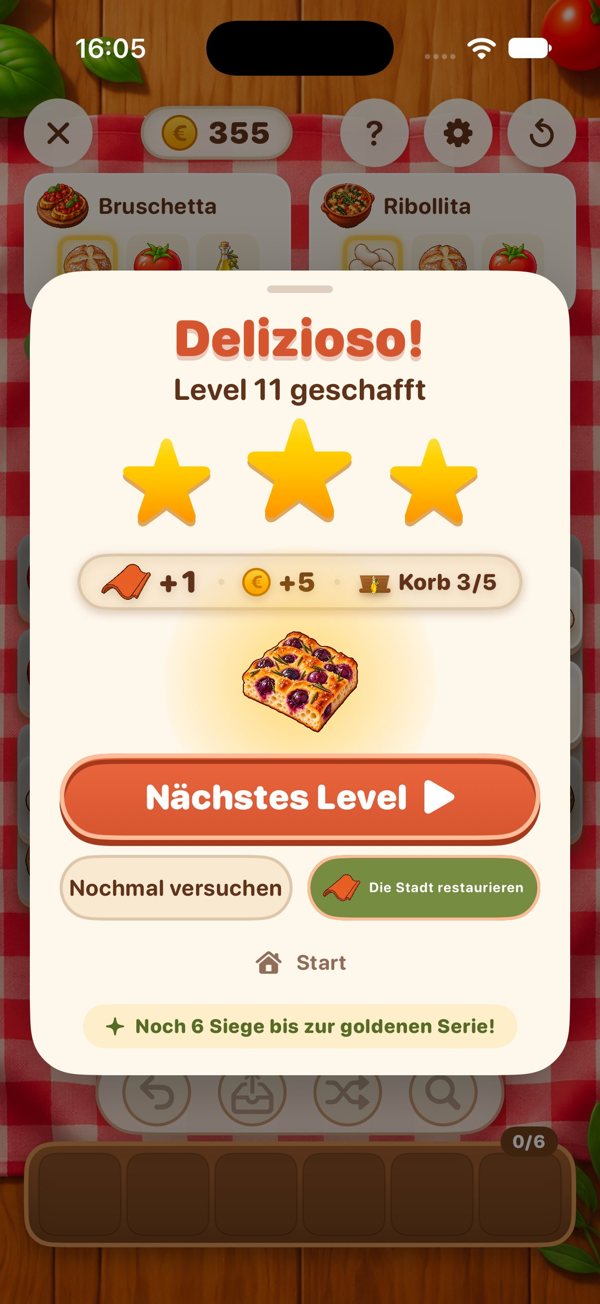 16:05
355
?
Bruschetta
Ribollita
Delizioso!
Level 11 geschafft
+1
+5
Korb 3/5
Nächstes Level
Nochmal versuchen
Die Stadt restaurieren
Start
Noch 6 Siege bis zur goldenen Serie!
0/6